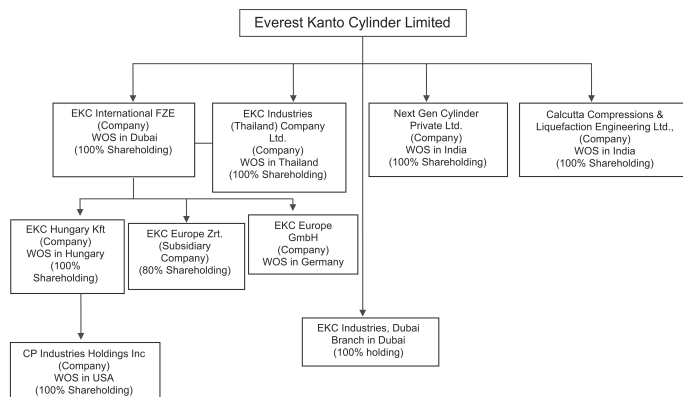 Everest Kanto Cylinder Limited
EKC International FZE
(Company)
WOS in Dubai
(100% Shareholding)
EKC Industries
(Thailand) Company
Ltd.
(Company)
WOS in Thailand
(100% Shareholding)
Next Gen Cylinder
Private Ltd.
(Company)
WOS in India
(100% Shareholding)
Calcutta Compressions &
Liquefaction Engineering Ltd.,
(Company)
WOS in India
(100% Shareholding)
EKC Hungary Kft
(Company)
WOS in Hungary
(100%
Shareholding)
EKC Europe Zrt.
(Subsidiary
Company)
(80% Shareholding)
EKC Europe
GmbH
(Company)
WOS in Germany
EKC Industries, Dubai
Branch in Dubai
(100% holding)
CP Industries Holdings Inc
(Company)
WOS in USA
(100% Shareholding)